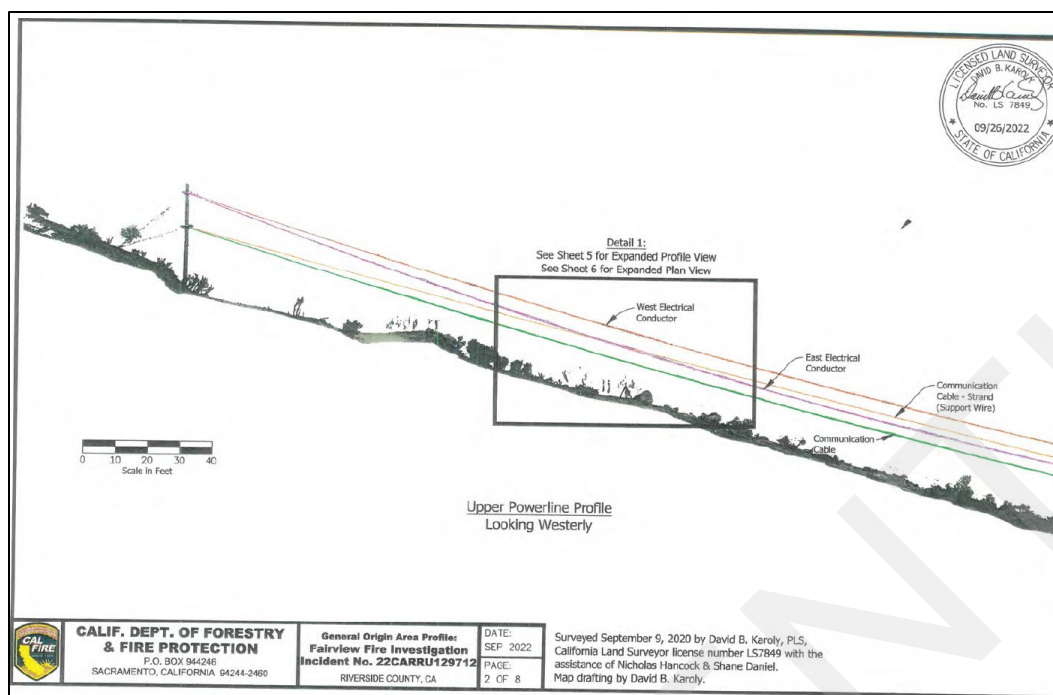 LICENSED LAND SURVEYOR
DAVID B. KAROLY
No. LS 7849
09/26/2022
STATE OF CALIFORNIA
Detail 1:
See Sheet 5 for Expanded Profile View
See Sheet 6 for Expanded Plan View
West Electrical
Conductor
East Electrical
Conductor
Communication
Cable - Strand
(Support Wire)
Communication
Cable
0 10 20 30 40
Scale in Feet
Upper Powerline Profile
Looking Westerly
CAL
FIRE
CALIF. DEPT. OF FORESTRY
& FIRE PROTECTION
P.O. BOX 944246
SACRAMENTO, CALIFORNIA 94244-2460
General Origin Area Profile:
Fairview Fire Investigation
Incident No. 22CARRU129712
RIVERSIDE COUNTY, CA
DATE:
SEP 2022
PAGE:
2 OF 8
Surveyed September 9, 2020 by David B. Karoly, PLS,
California Land Surveyor license number LS7849 with the
assistance of Nicholas Hancock & Shane Daniel.
Map drafting by David B. Karoly.